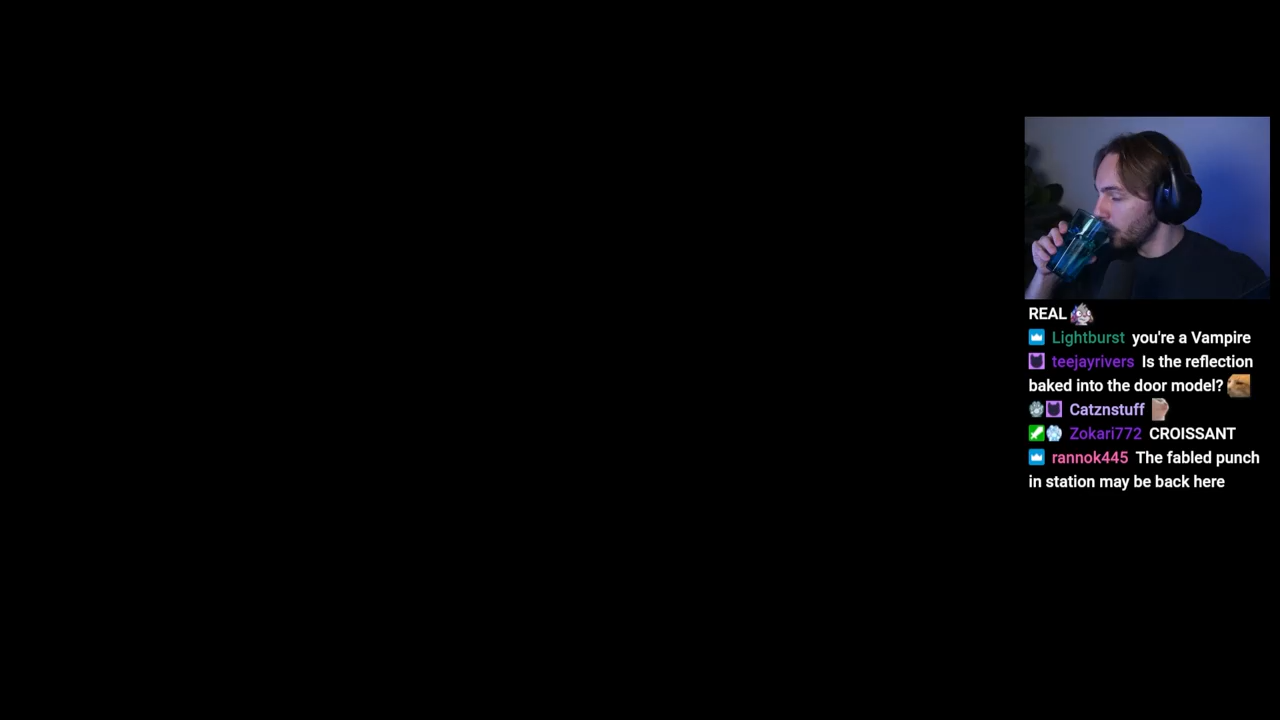 REAL
Lightburst you're a Vampire
teejayrivers Is the reflection
baked into the door model?
Catznstuff
Zokari772 CROISSANT
rannok445 The fabled punch
in station may be back here